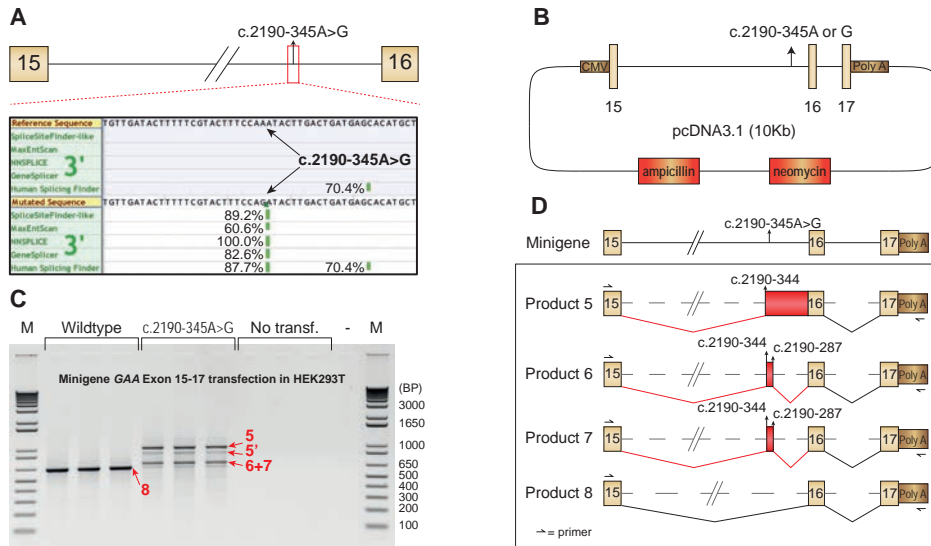 A
c.2190-345A>G
15
16
Reference Sequence
TGTTGATACTTTTTCGTACTTTCCAAATACTTGACTGATGAGCACATGCT
SpliceSiteFinder-like
MaxEntScan
NNSPLICE
GeneSplicer
Human Splicing Finder
3'
c.2190-345A>G
70.4%
Mutated Sequence
TGTTGATACTTTTTCGTACTTTCCAGATACTTGACTGATGAGCACATGCT
SpliceSiteFinder-like
89.2%
MaxEntScan
60.6%
NNSPLICE
100.0%
GeneSplicer
82.6%
Human Splicing Finder
87.7%
70.4%
3'
B
c.2190-345A or G
CMV
Poly A
15
16
17
pcDNA3.1 (10Kb)
ampicillin
neomycin
C
M
Wildtype
c.2190-345A>G
No transf.
-
M
Minigene GAA Exon 15-17 transfection in HEK293T
(BP)
3000
1650
1000
650
500
400
300
200
100
5
5'
6+7
8
D
Minigene
c.2190-345A>G
15
16
17
Poly A
Product 5
c.2190-344
15
16
17
Poly A
Product 6
c.2190-344
c.2190-287
15
16
17
Poly A
Product 7
c.2190-344
c.2190-287
15
16
17
Poly A
Product 8
15
16
17
Poly A
= primer